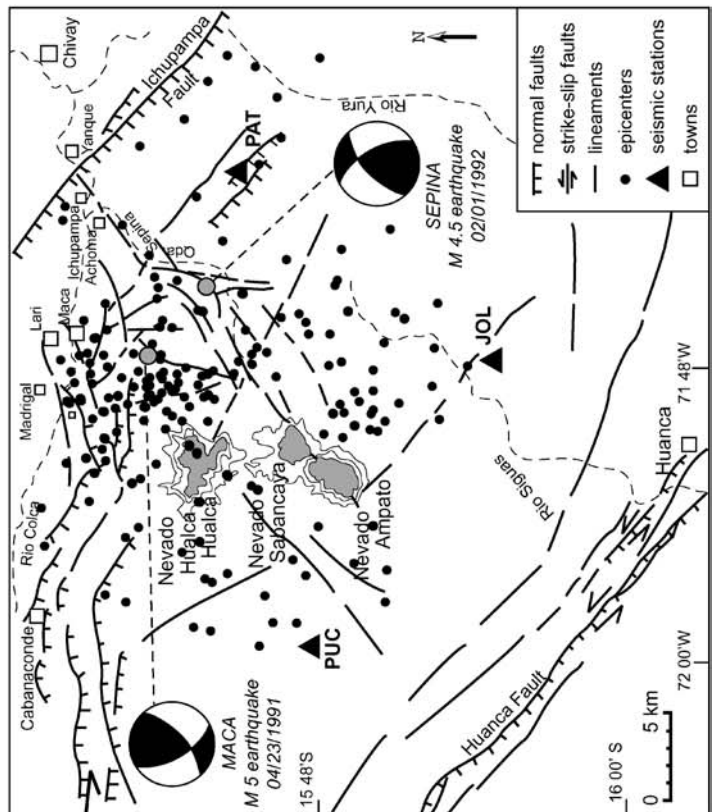 Cabanaconde
Rio Colca
Madrigal
Lari
Maca
Ichupampa
Achoma
Yanque
Chivay
Ichupampa
Fault
Qda Sepina
N
PAT
Rio Yura
MACA
M 5 earthquake
04/23/1991
Nevado
Hualca
Hualca
Nevado
Sabancaya
Nevado
Ampato
SEPINA
M 4.5 earthquake
02/01/1992
PUC
JOL
15 48'S
Rio Siguas
Huanca Fault
Huanca
normal faults
strike-slip faults
lineaments
epicenters
seismic stations
towns
16 00' S
5 km
72 00'W
71 48'W